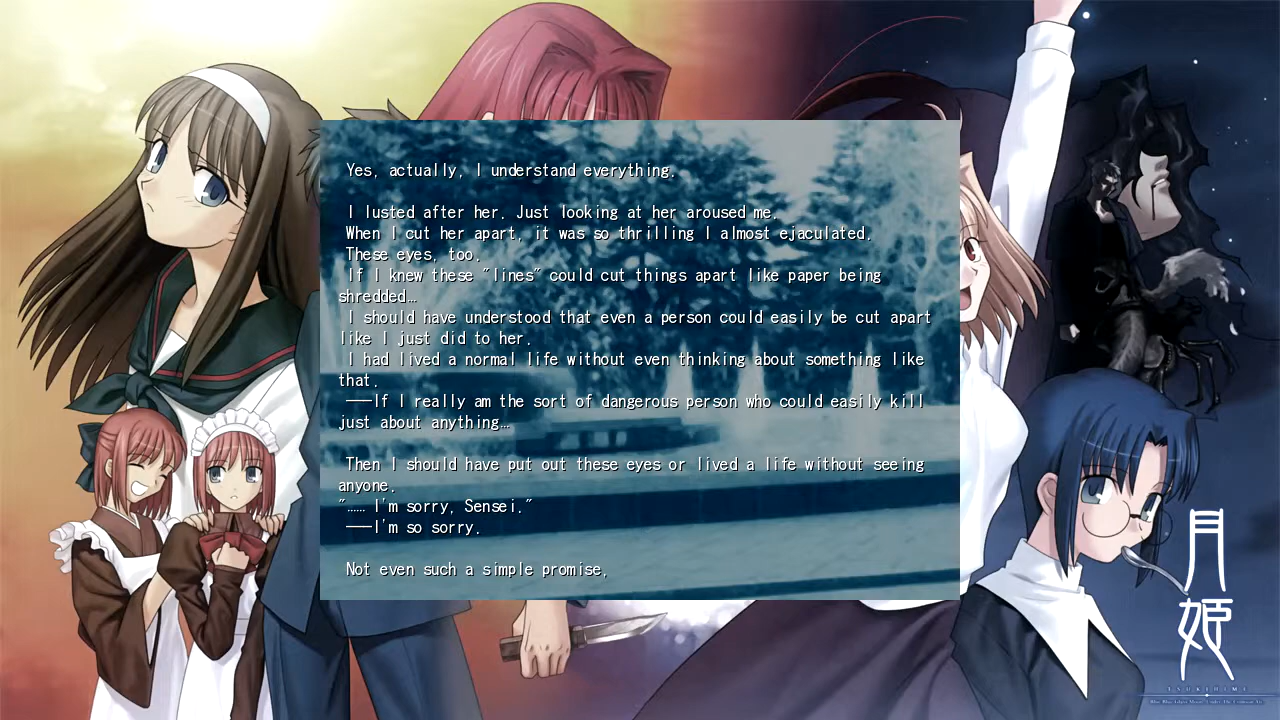 Yes, actually, I understand everything.
I lusted after her. Just looking at her aroused me.
When I cut her apart, it was so thrilling I almost ejaculated.
These eyes, too.
If I knew these "lines" could cut things apart like paper being
shredded…
I should have understood that even a person could easily be cut apart
like I just did to her.
I had lived a normal life without even thinking about something like
that.
──If I really am the sort of dangerous person who could easily kill
just about anything…
Then I should have put out these eyes or lived a life without seeing
anyone.
"…… I'm sorry, Sensei."
──I'm so sorry.
Not even such a simple promise,
月姫
TSUKIHIME